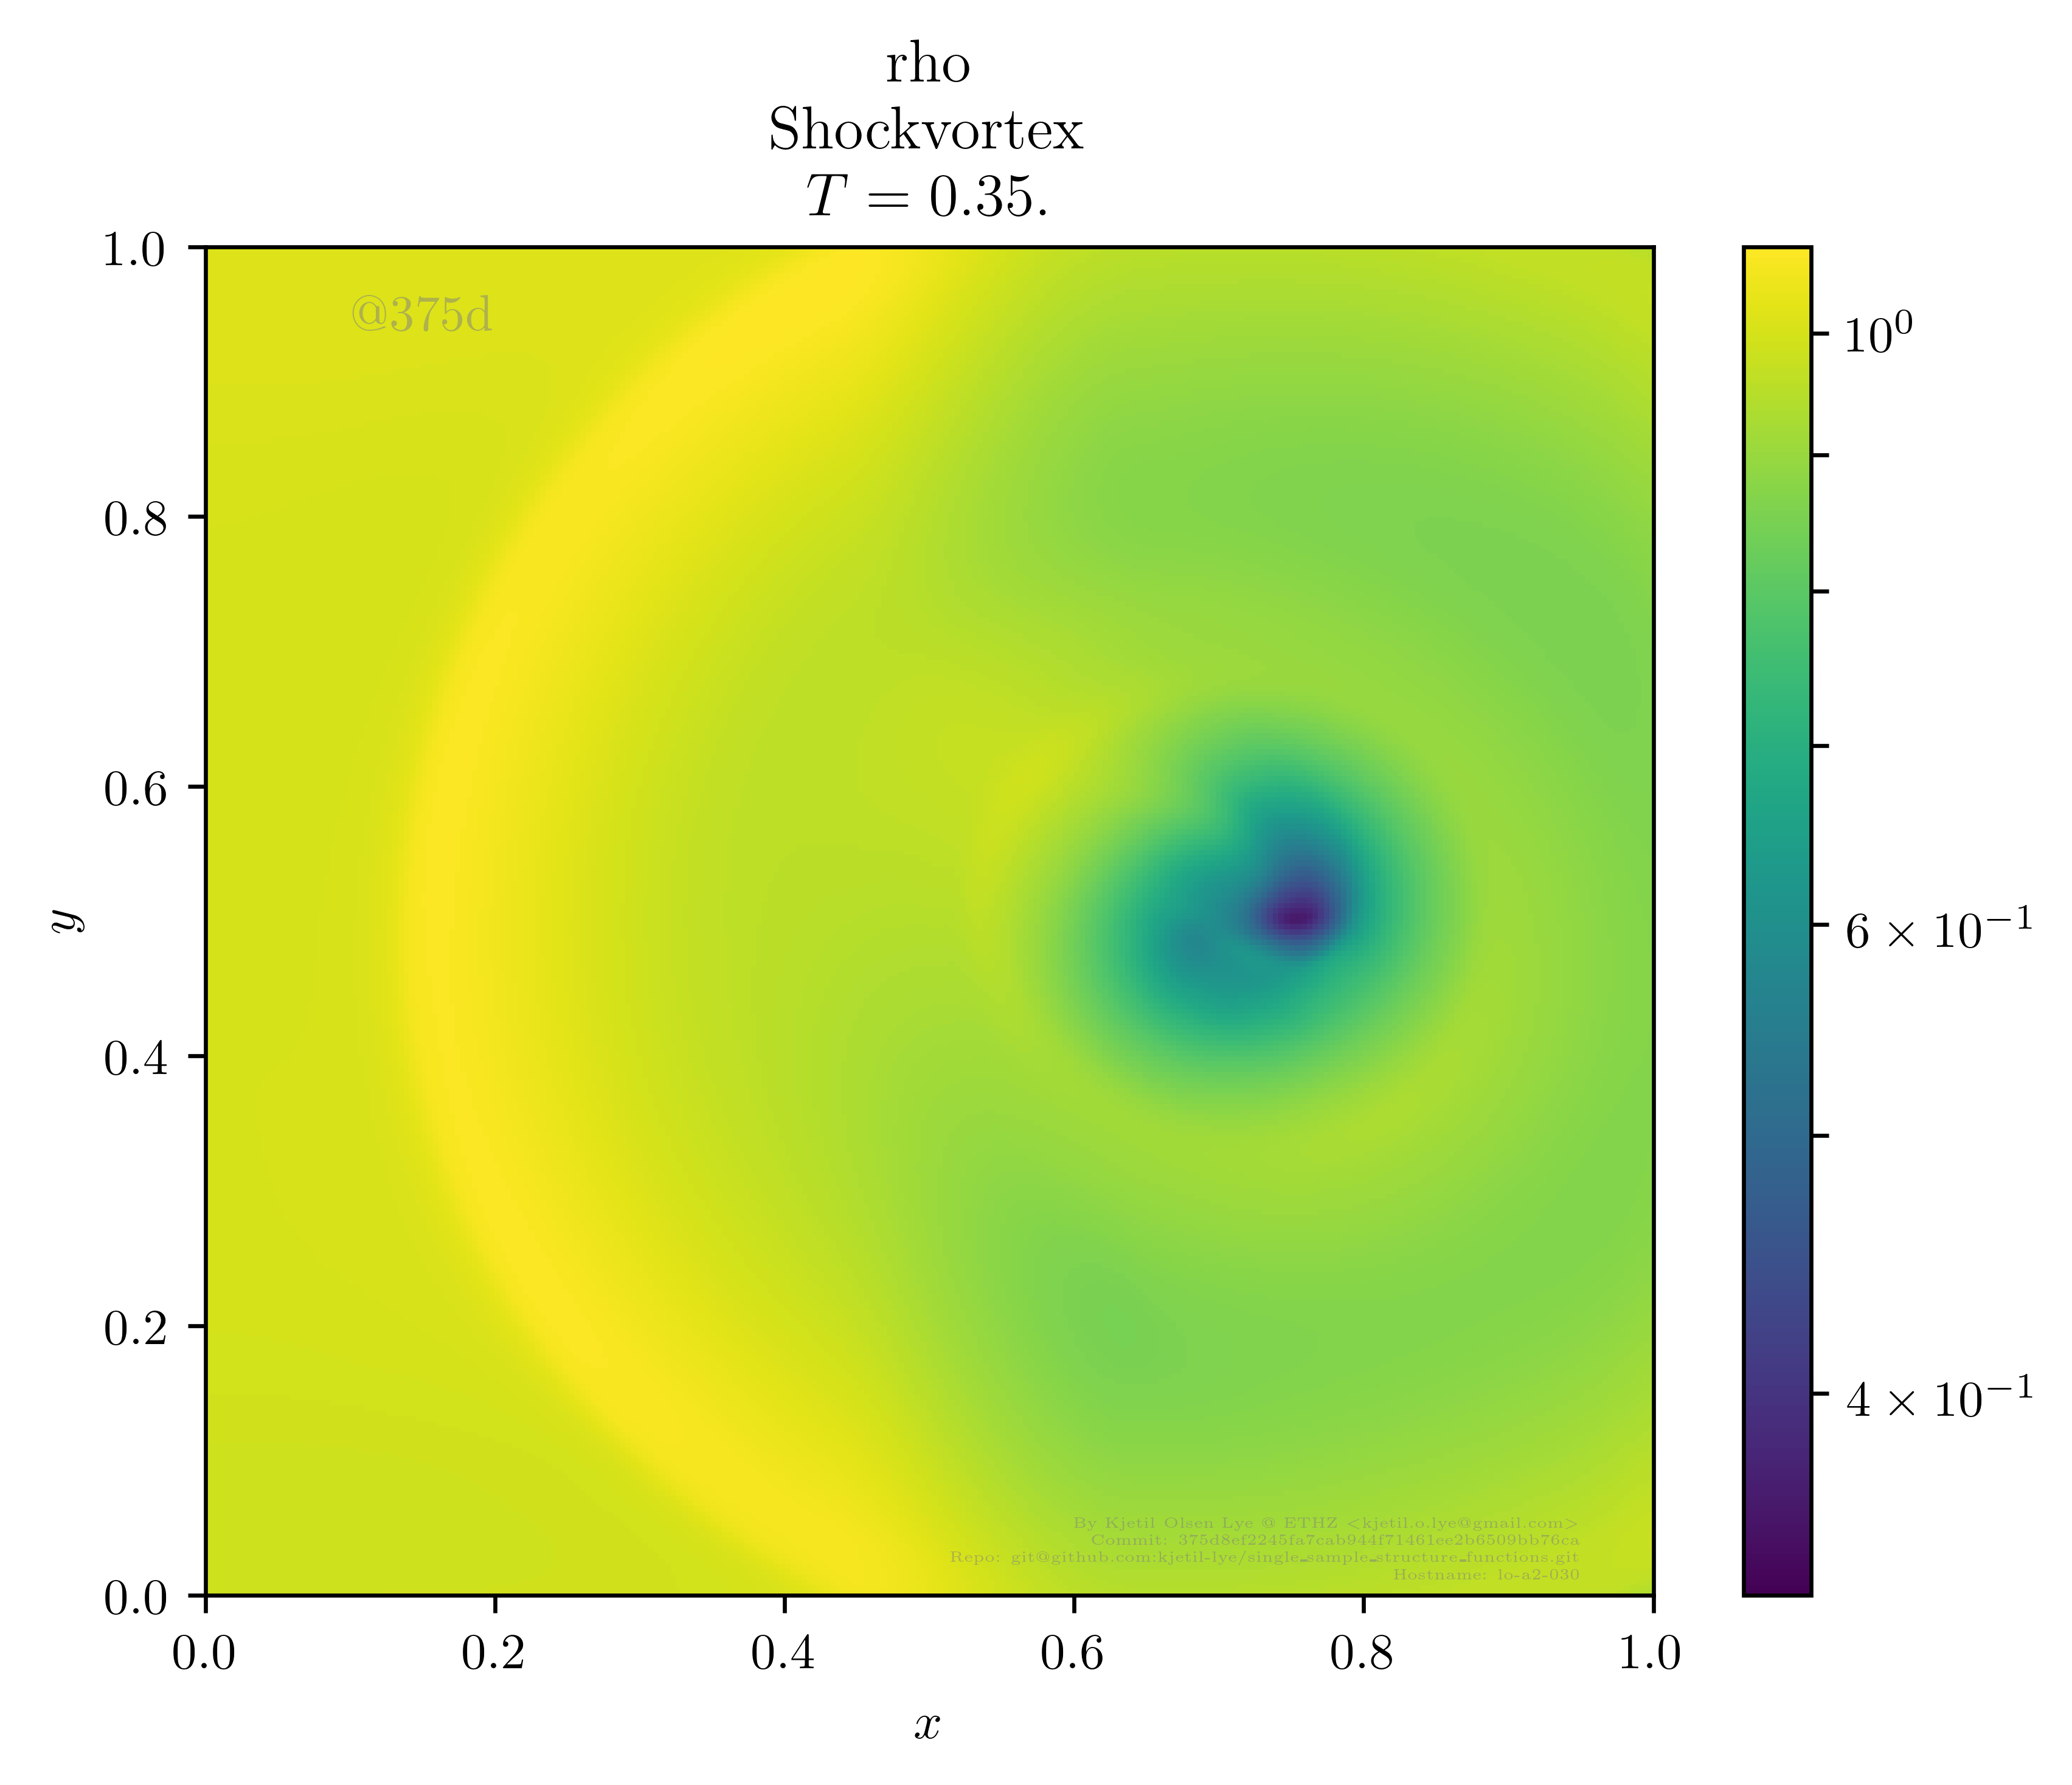 rho
Shockvortex
T = 0.35.
1.0
@375d
10⁰
0.8
0.6
y
6 × 10⁻¹
0.4
4 × 10⁻¹
0.2
By Kjetil Olsen Lye @ ETHZ <kjetil.o.lye@gmail.com>
Commit: 375d8ef2245fa7cab944f71461ee2b6509bb76ca
Repo: git@github.com:kjetil-lye/single_sample_structure_functions.git
Hostname: lo-a2-030
0.0
0.0 0.2 0.4 0.6 0.8 1.0
x